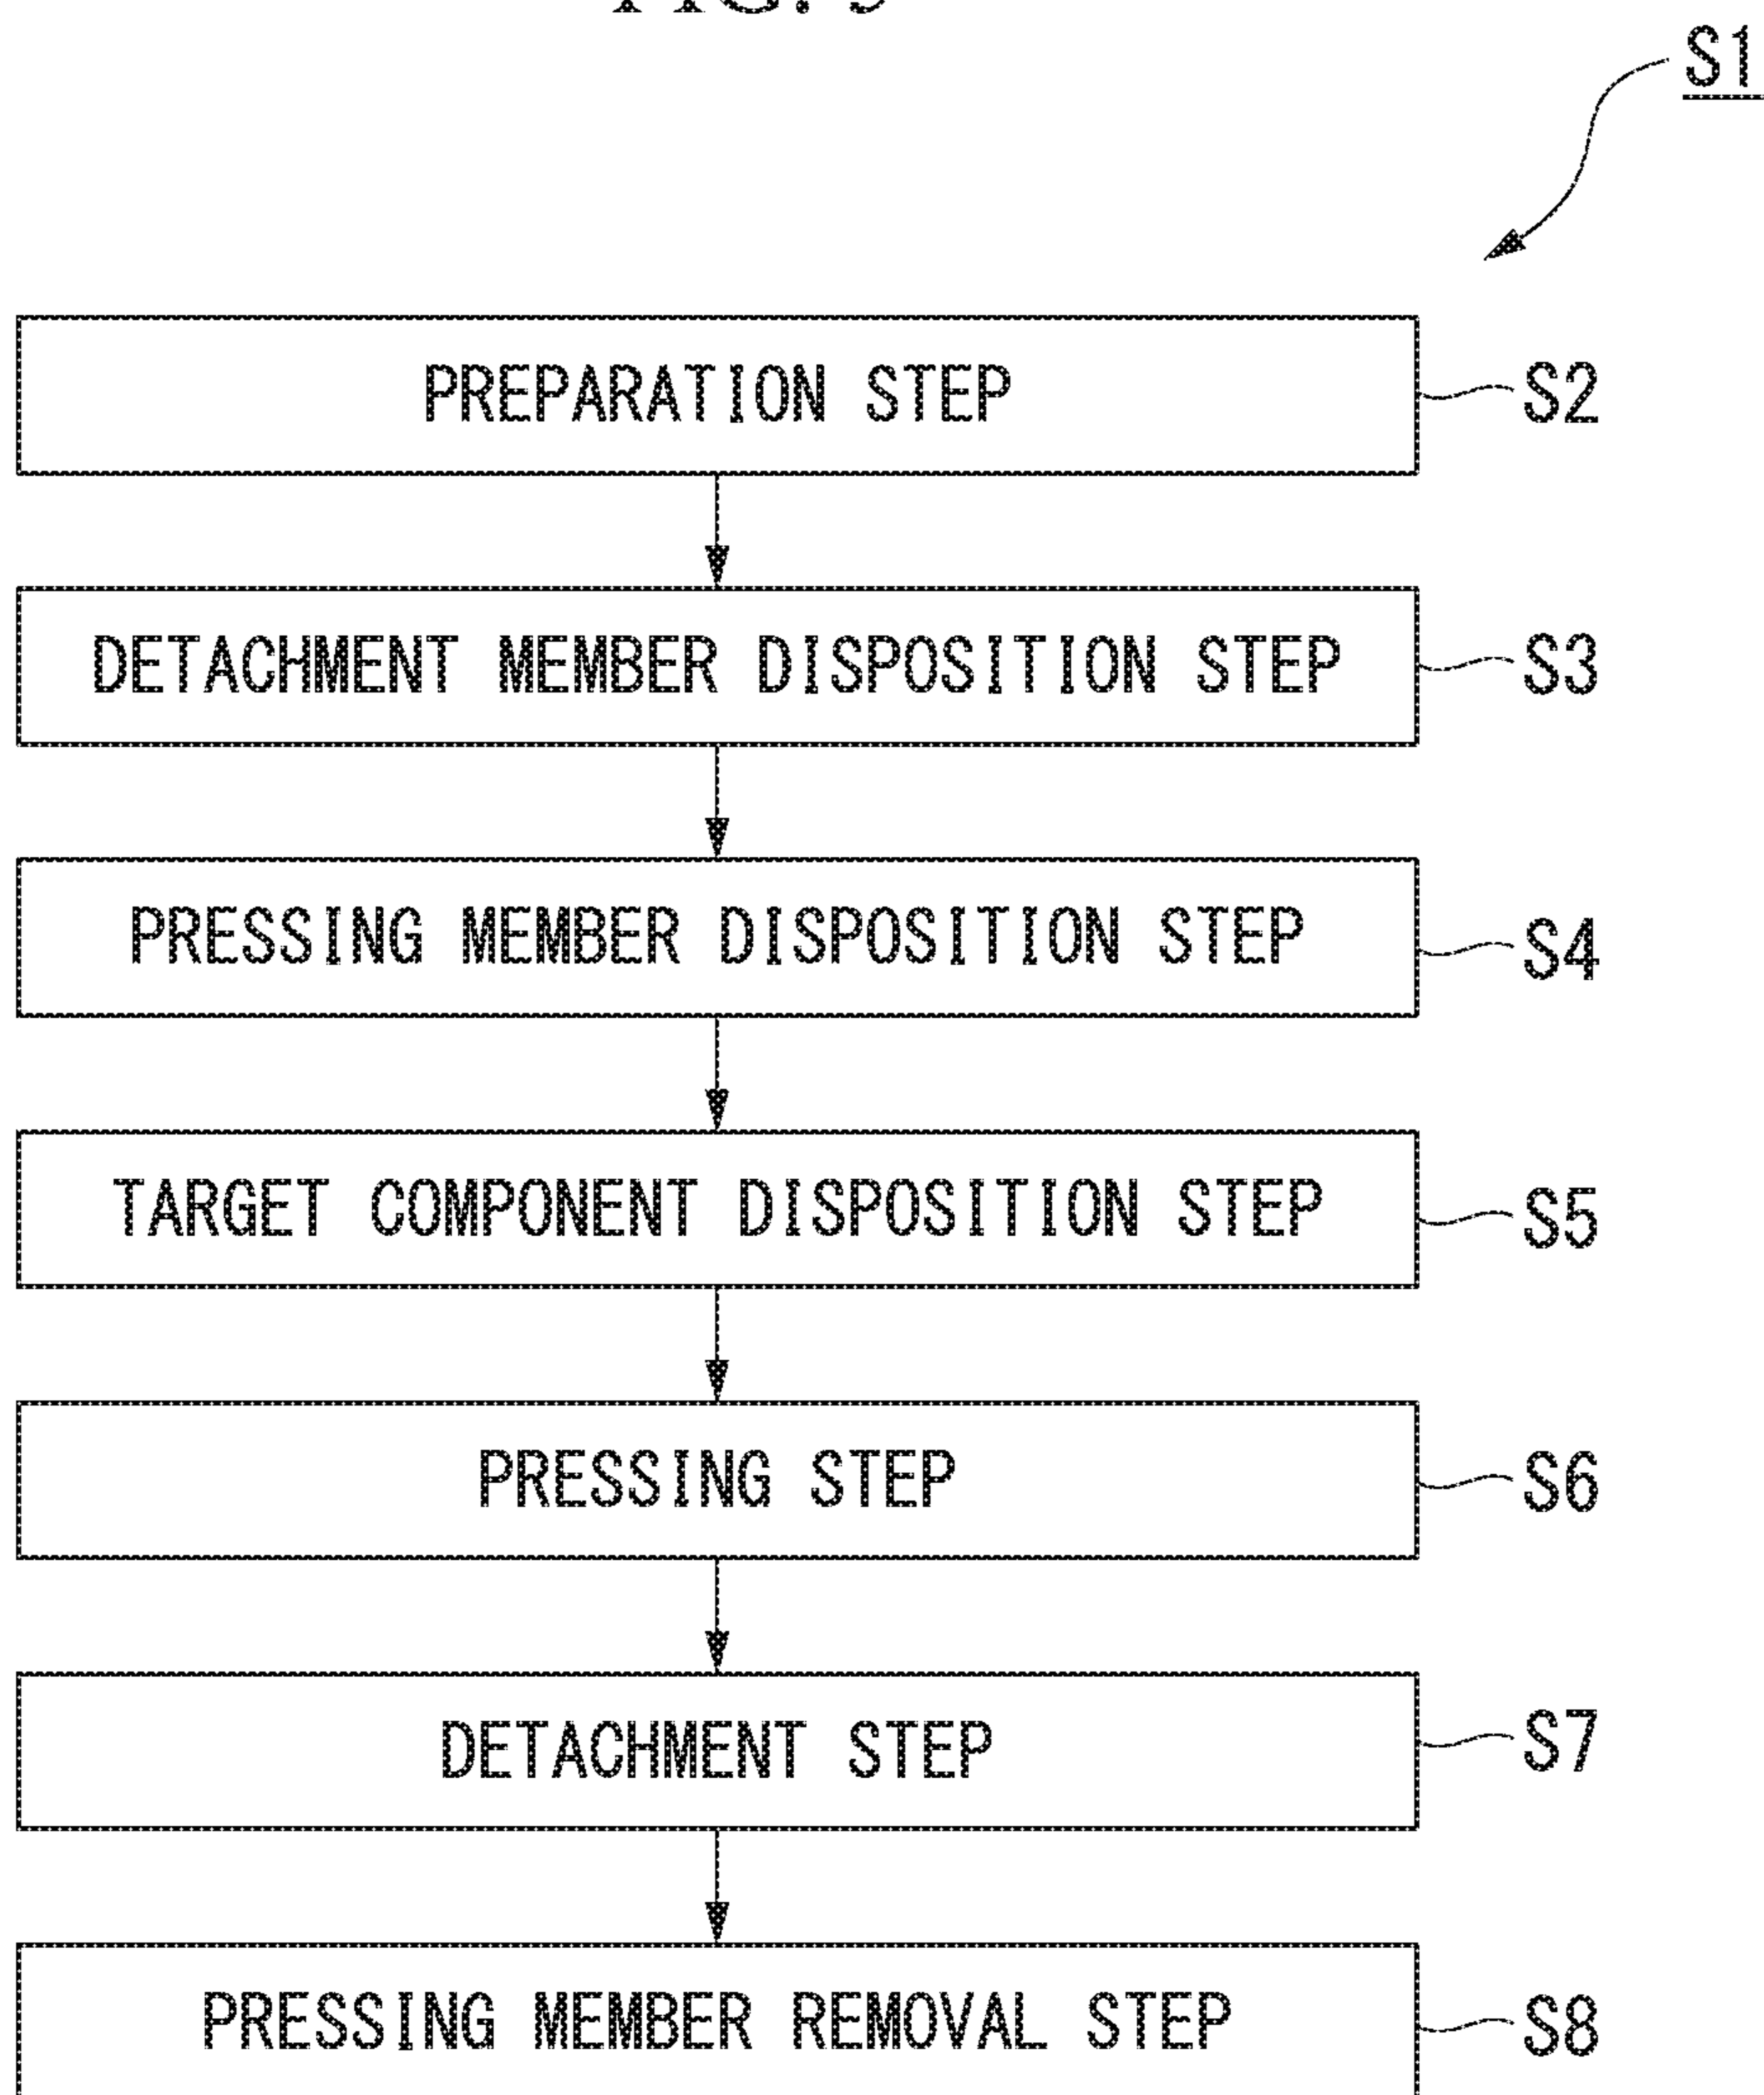 S1
PREPARATION STEP S2
DETACHMENT MEMBER DISPOSITION STEP S3
PRESSING MEMBER DISPOSITION STEP S4
TARGET COMPONENT DISPOSITION STEP S5
PRESSING STEP S6
DETACHMENT STEP S7
PRESSING MEMBER REMOVAL STEP S8